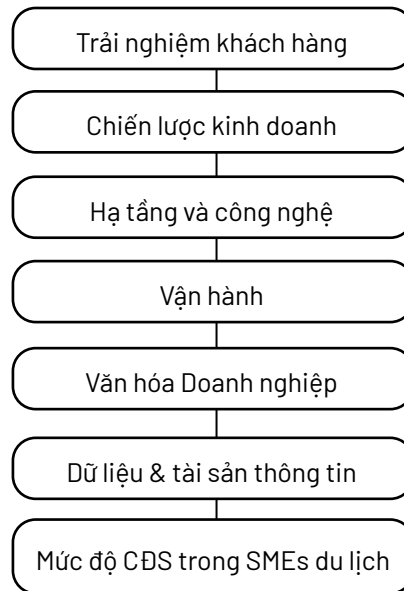 Trải nghiệm khách hàng
Chiến lược kinh doanh
Hạ tầng và công nghệ
Vận hành
Văn hóa Doanh nghiệp
Dữ liệu & tài sản thông tin
Mức độ CĐS trong SMEs du lịch